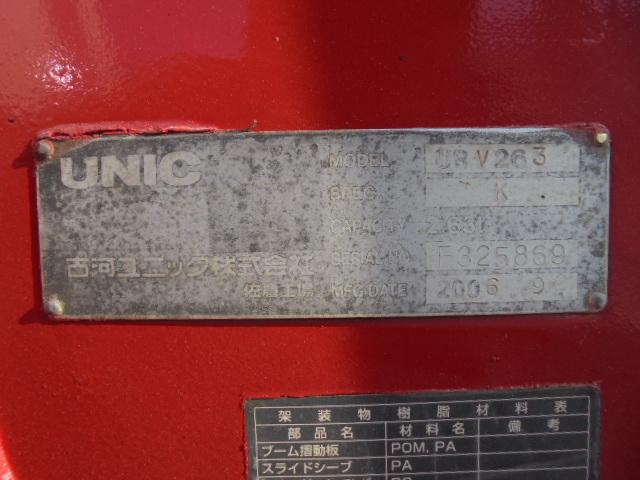 UNIC
MODEL URV263
SPEC. K
CAPACITY 2.63t
古河ユニック株式会社 SERIAL NO. F325869
佐倉工場 MFG.DATE 2006 9
架装物樹脂材料表
部品名 材料名 備考
ブーム摺動板 POM, PA
スライドシーブ PA